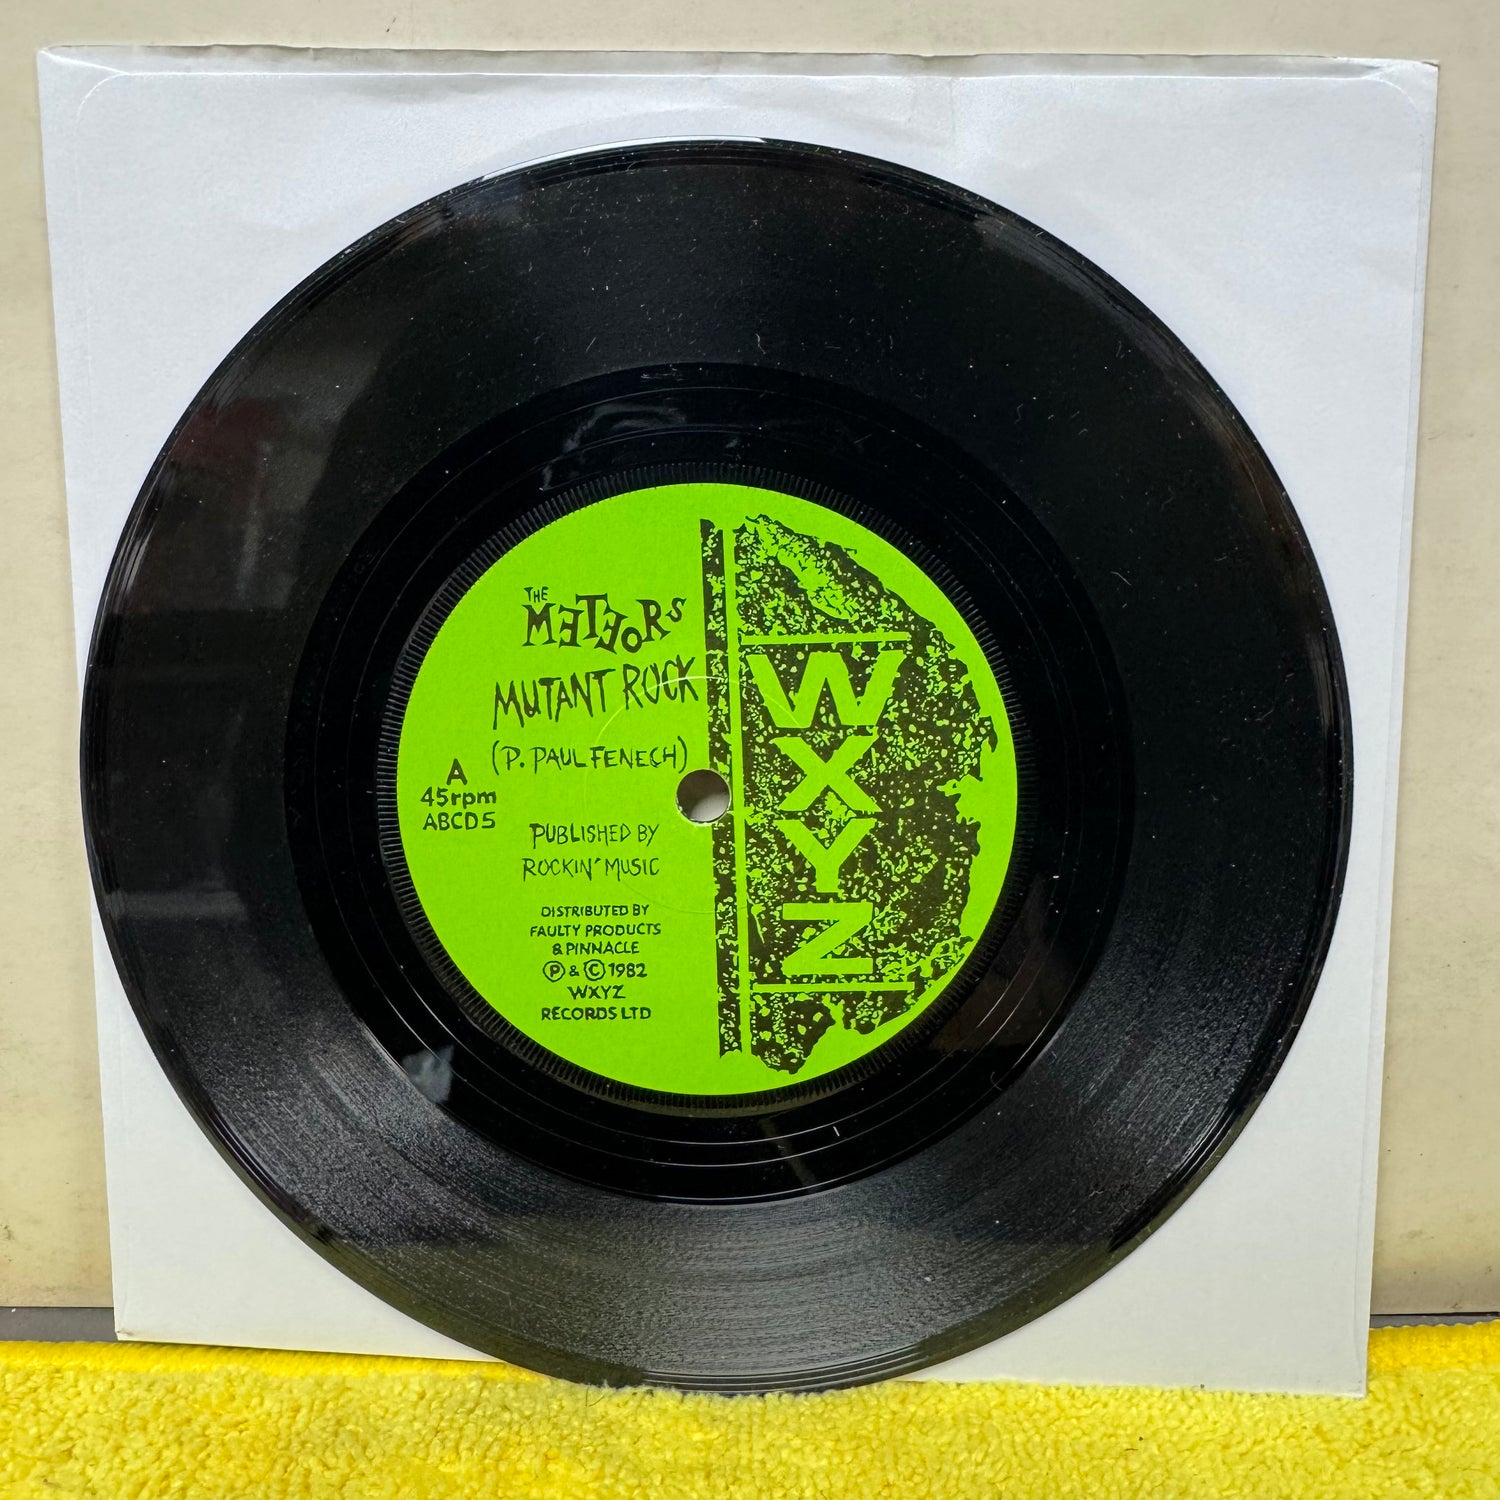 THE
METEORS
MUTANT ROCK
(P. PAUL FENECH)
A
45rpm
ABCD5
PUBLISHED BY
ROCKIN' MUSIC
DISTRIBUTED BY
FAULTY PRODUCTS
& PINNACLE
Ⓟ & © 1982
WXYZ
RECORDS LTD
WXYZ